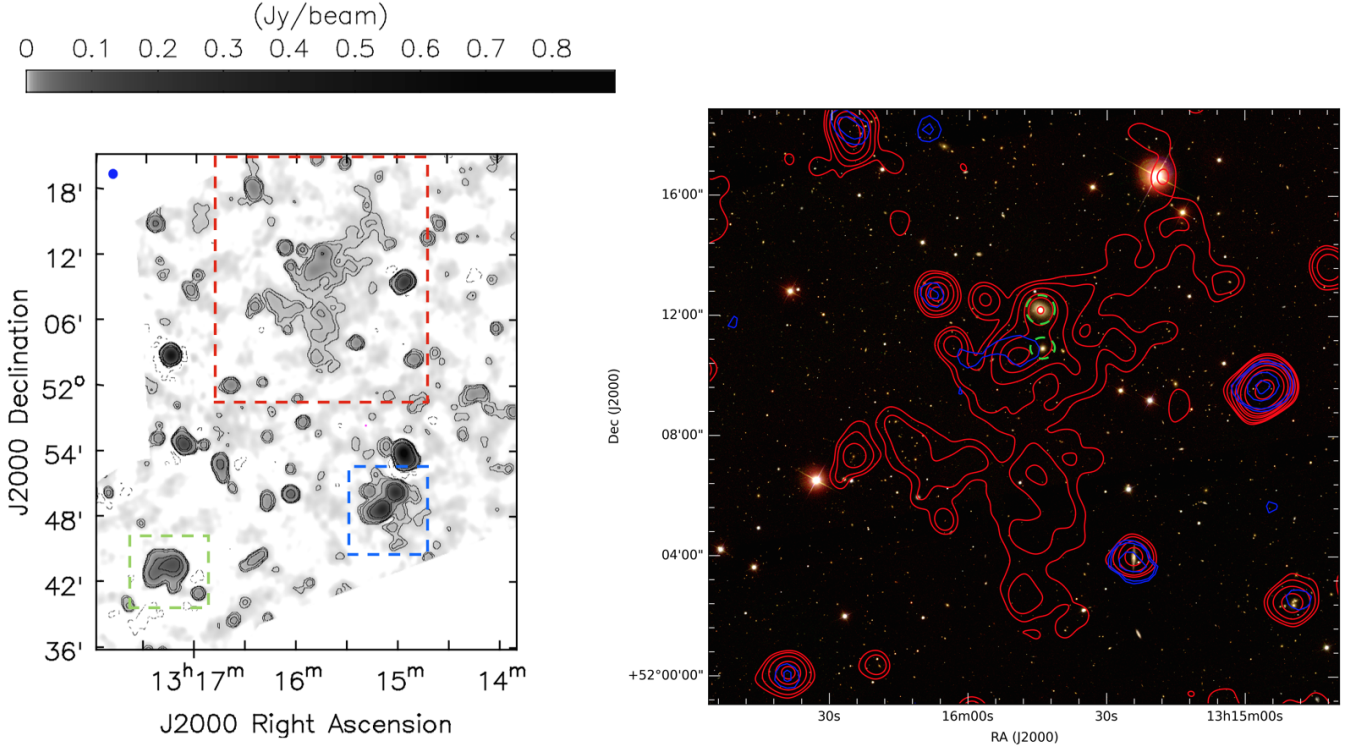 (Jy/beam)
0 0.1 0.2 0.3 0.4 0.5 0.6 0.7 0.8
18'
12'
06'
52°
54'
48'
42'
36'
J2000 Declination
13ʰ17ᵐ 16ᵐ 15ᵐ 14ᵐ
J2000 Right Ascension
16'00"
12'00"
08'00"
04'00"
+52°00'00"
Dec (J2000)
30s 16m00s 30s 13h15m00s
RA (J2000)